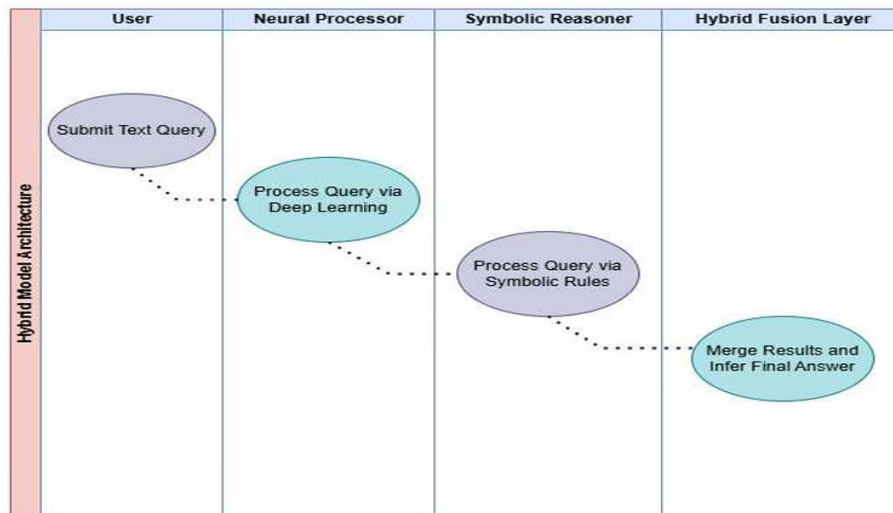 User
Neural Processor
Symbolic Reasoner
Hybrid Fusion Layer
Hybrid Model Architecture
Submit Text Query
Process Query via
Deep Learning
Process Query via
Symbolic Rules
Merge Results and
Infer Final Answer